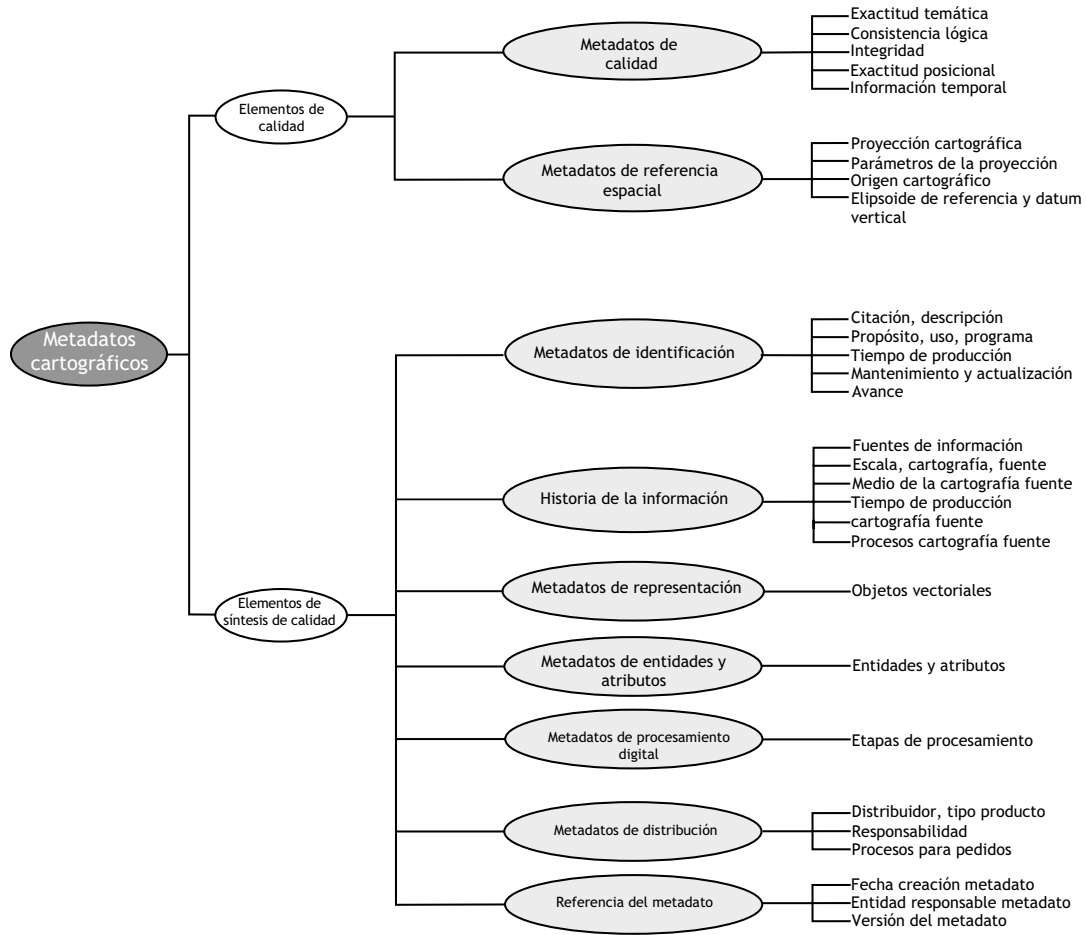 Metadatos
cartográficos
Elementos de
calidad
Metadatos de
calidad
Exactitud temática
Consistencia lógica
Integridad
Exactitud posicional
Información temporal
Metadatos de referencia
espacial
Proyección cartográfica
Parámetros de la proyección
Origen cartográfico
Elipsoide de referencia y datum
vertical
Elementos de
síntesis de calidad
Metadatos de identificación
Citación, descripción
Propósito, uso, programa
Tiempo de producción
Mantenimiento y actualización
Avance
Historia de la información
Fuentes de información
Escala, cartografía, fuente
Medio de la cartografía fuente
Tiempo de producción
cartografía fuente
Procesos cartografía fuente
Metadatos de representación
Objetos vectoriales
Metadatos de entidades y
atributos
Entidades y atributos
Metadatos de procesamiento
digital
Etapas de procesamiento
Metadatos de distribución
Distribuidor, tipo producto
Responsabilidad
Procesos para pedidos
Referencia del metadato
Fecha creación metadato
Entidad responsable metadato
Versión del metadato